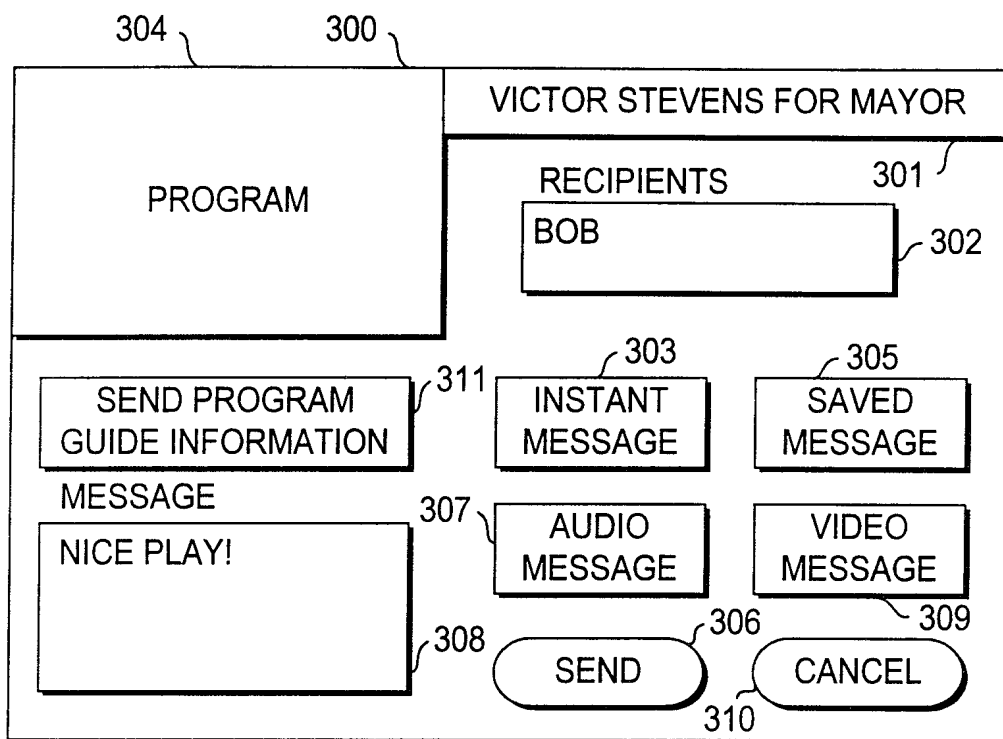 304
300
VICTOR STEVENS FOR MAYOR
301
PROGRAM
RECIPIENTS
BOB
302
303
305
SEND PROGRAM
GUIDE INFORMATION
311
INSTANT
MESSAGE
SAVED
MESSAGE
MESSAGE
NICE PLAY!
308
307
AUDIO
MESSAGE
VIDEO
MESSAGE
309
306
SEND
CANCEL
310